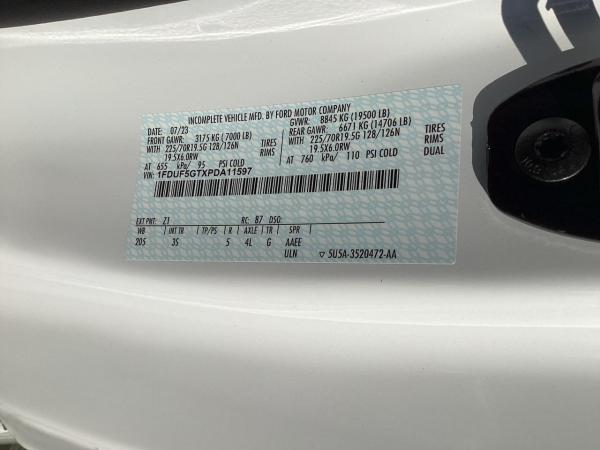 INCOMPLETE VEHICLE MFD. BY FORD MOTOR COMPANY
DATE: 07/23 GVWR: 8845 KG (19500 LB)
FRONT GAWR: 3175 KG (7000 LB) REAR GAWR: 6671 KG (14706 LB)
WITH 225/70R19.5G 128/126N TIRES WITH 225/70R19.5G 128/126N TIRES
19.5X6.0RW RIMS 19.5X6.0RW RIMS
AT 655 kPa/ 95 PSI COLD AT 760 kPa/ 110 PSI COLD
VIN: 1FDUF5GTXPDA11597
EXT PNT: Z1 RC: B7 DSO:
WB INT TR TP/PS R AXLE TR SPR
205 3S 5 4L G AAEE
ULN ▽ 5U5A-3520472-AA